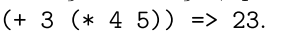 (+ 3 (* 4 5)) => 23.